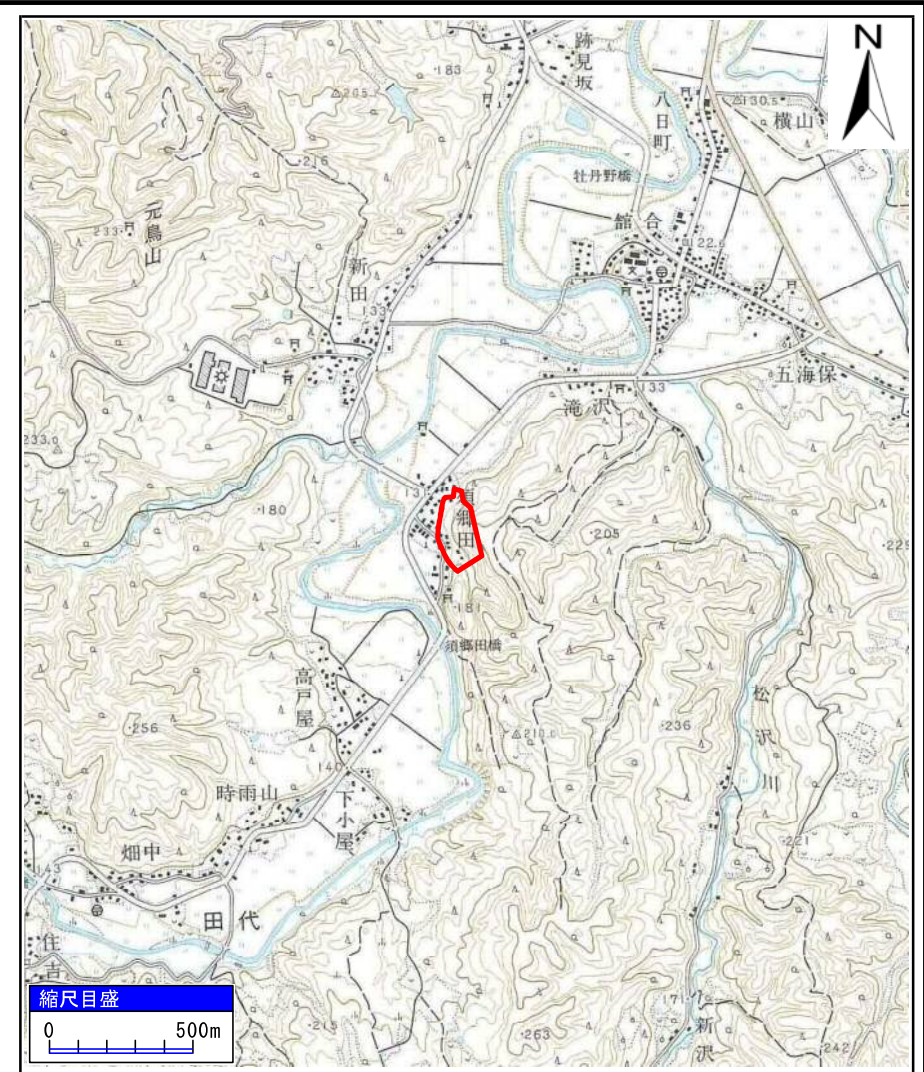 N
跡見坂
・183
△205.
八日町
△130.5
横山
・216
牡丹野橋
元鳥山
233
舘合
22.6
新田
133
五海保
滝沢
133
233.0
131
須郷田
・180
・205
・229
・181
須郷田橋
高戸屋
松沢川
・256
・236
△210.0
140
時雨山
下小屋
畑中
・221
143
田代
住吉
縮尺目盛
0
500m
・215
171
新沢
・263
・242